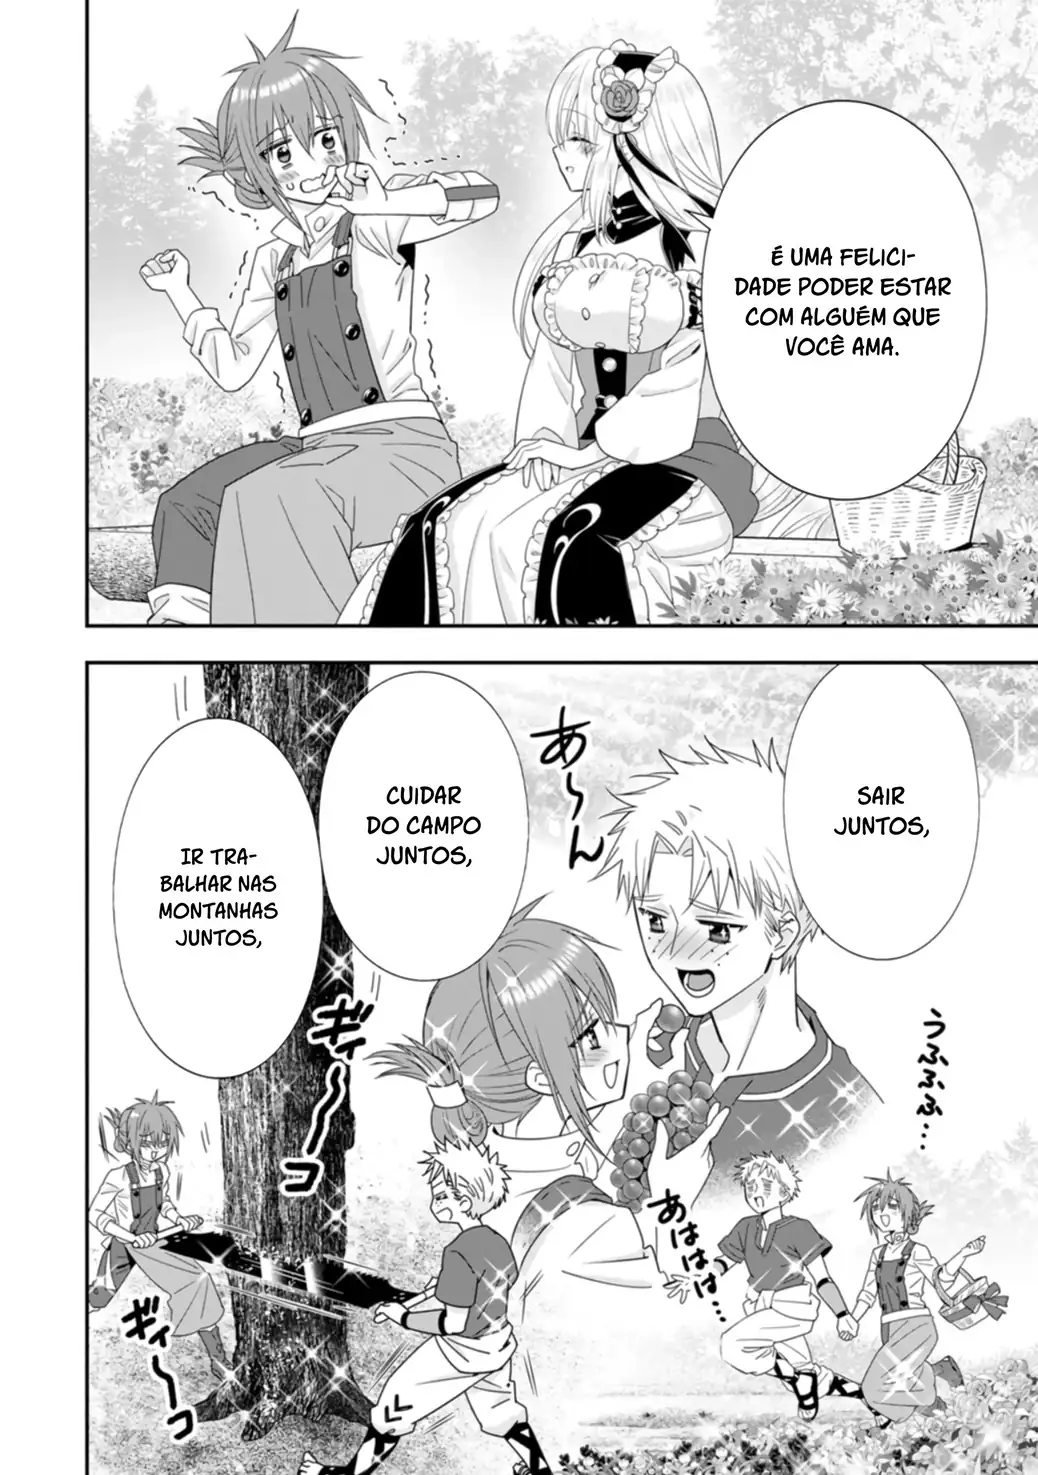 É UMA FELICI-
DADE PODER ESTAR
COM ALGUÉM QUE
VOCÊ AMA.
SAIR
JUNTOS,
あ〜ん
CUIDAR
DO CAMPO
JUNTOS,
IR TRA-
BALHAR NAS
MONTANHAS
JUNTOS,
うふふふ…
あははは…
ギィ〜〜コ
ギィ〜〜コ